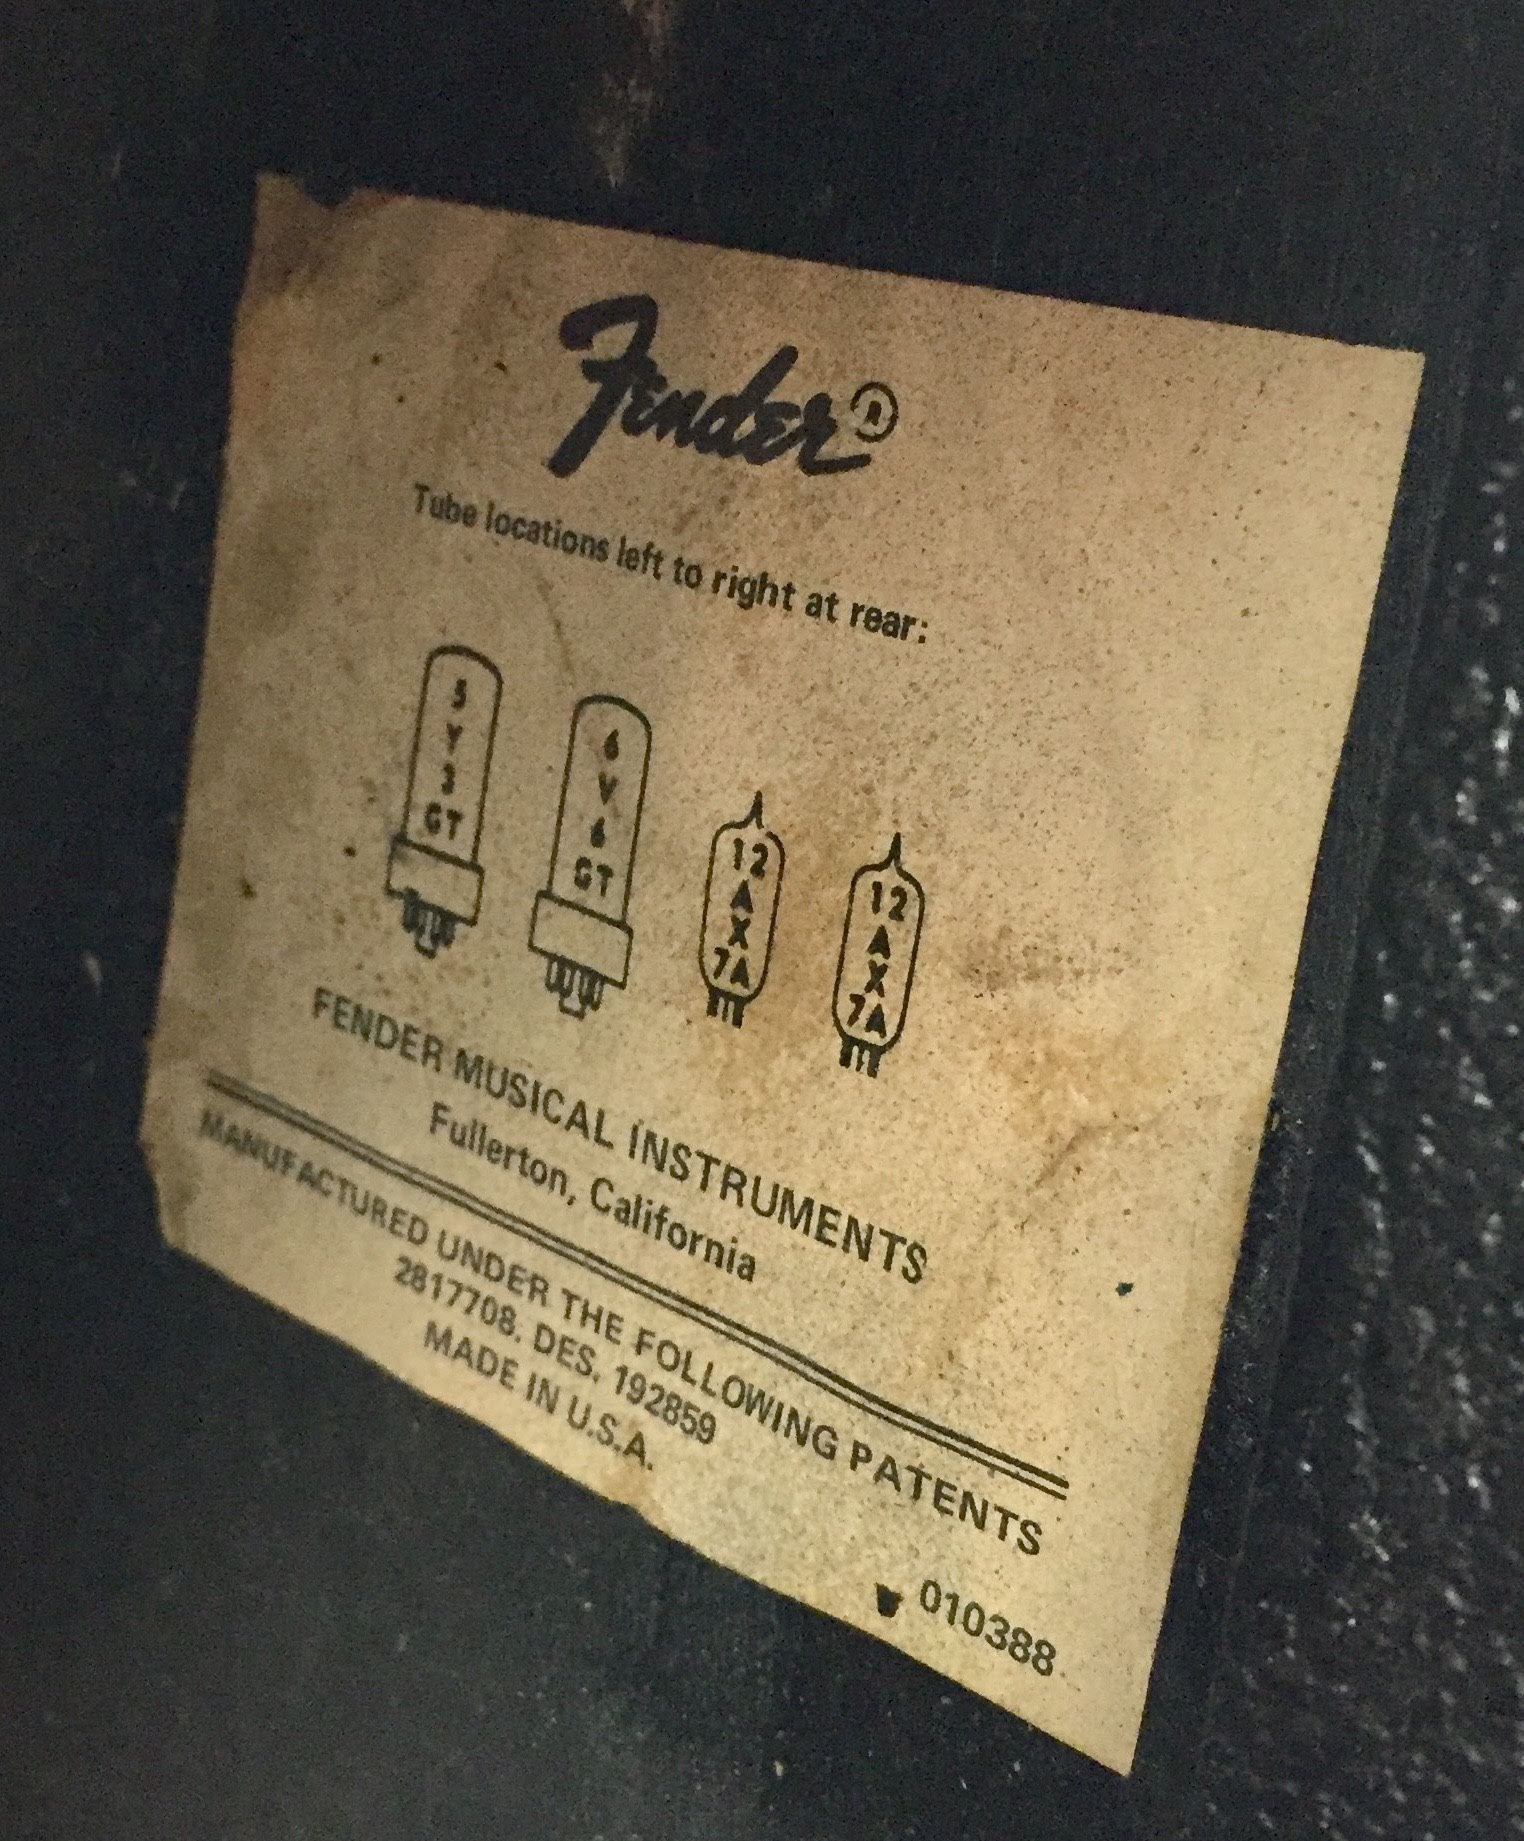 Fender®
Tube locations left to right at rear:
5
Y
3
GT
6
V
6
GT
12
A
X
7A
12
A
X
7A
FENDER MUSICAL INSTRUMENTS
Fullerton, California
MANUFACTURED UNDER THE FOLLOWING PATENTS
2817708. DES. 192859
MADE IN U.S.A.
010388